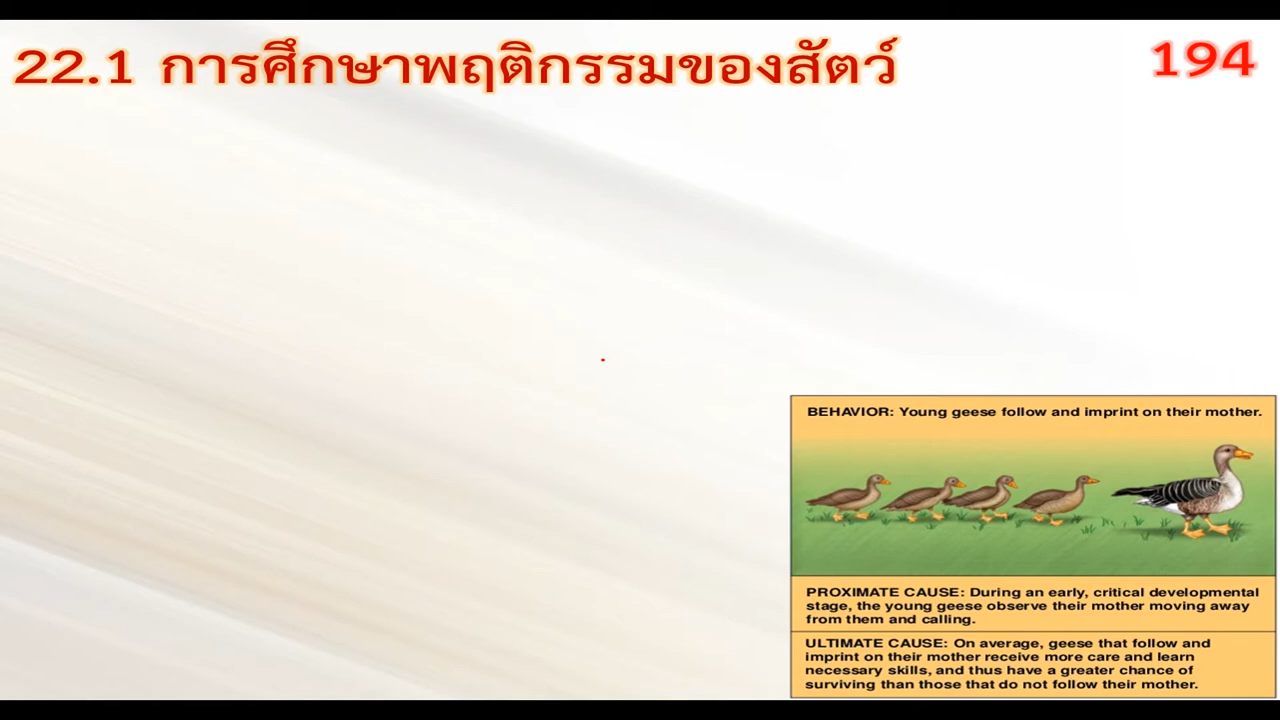 22.1 การศึกษาพฤติกรรมของสัตว์
194
BEHAVIOR: Young geese follow and imprint on their mother.
PROXIMATE CAUSE: During an early, critical developmental
stage, the young geese observe their mother moving away
from them and calling.
ULTIMATE CAUSE: On average, geese that follow and
imprint on their mother receive more care and learn
necessary skills, and thus have a greater chance of
surviving than those that do not follow their mother.